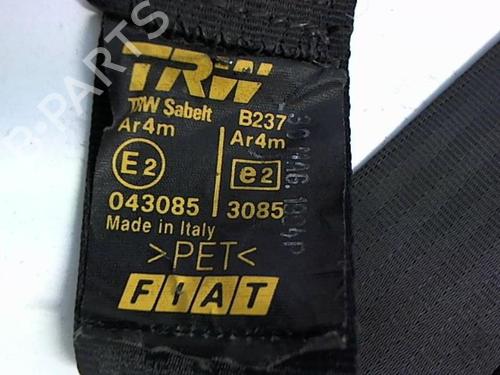 TRW
TRW Sabelt B237
Ar4m Ar4m
E2 e2
043085 3085
Made in Italy
>PET<
FIAT